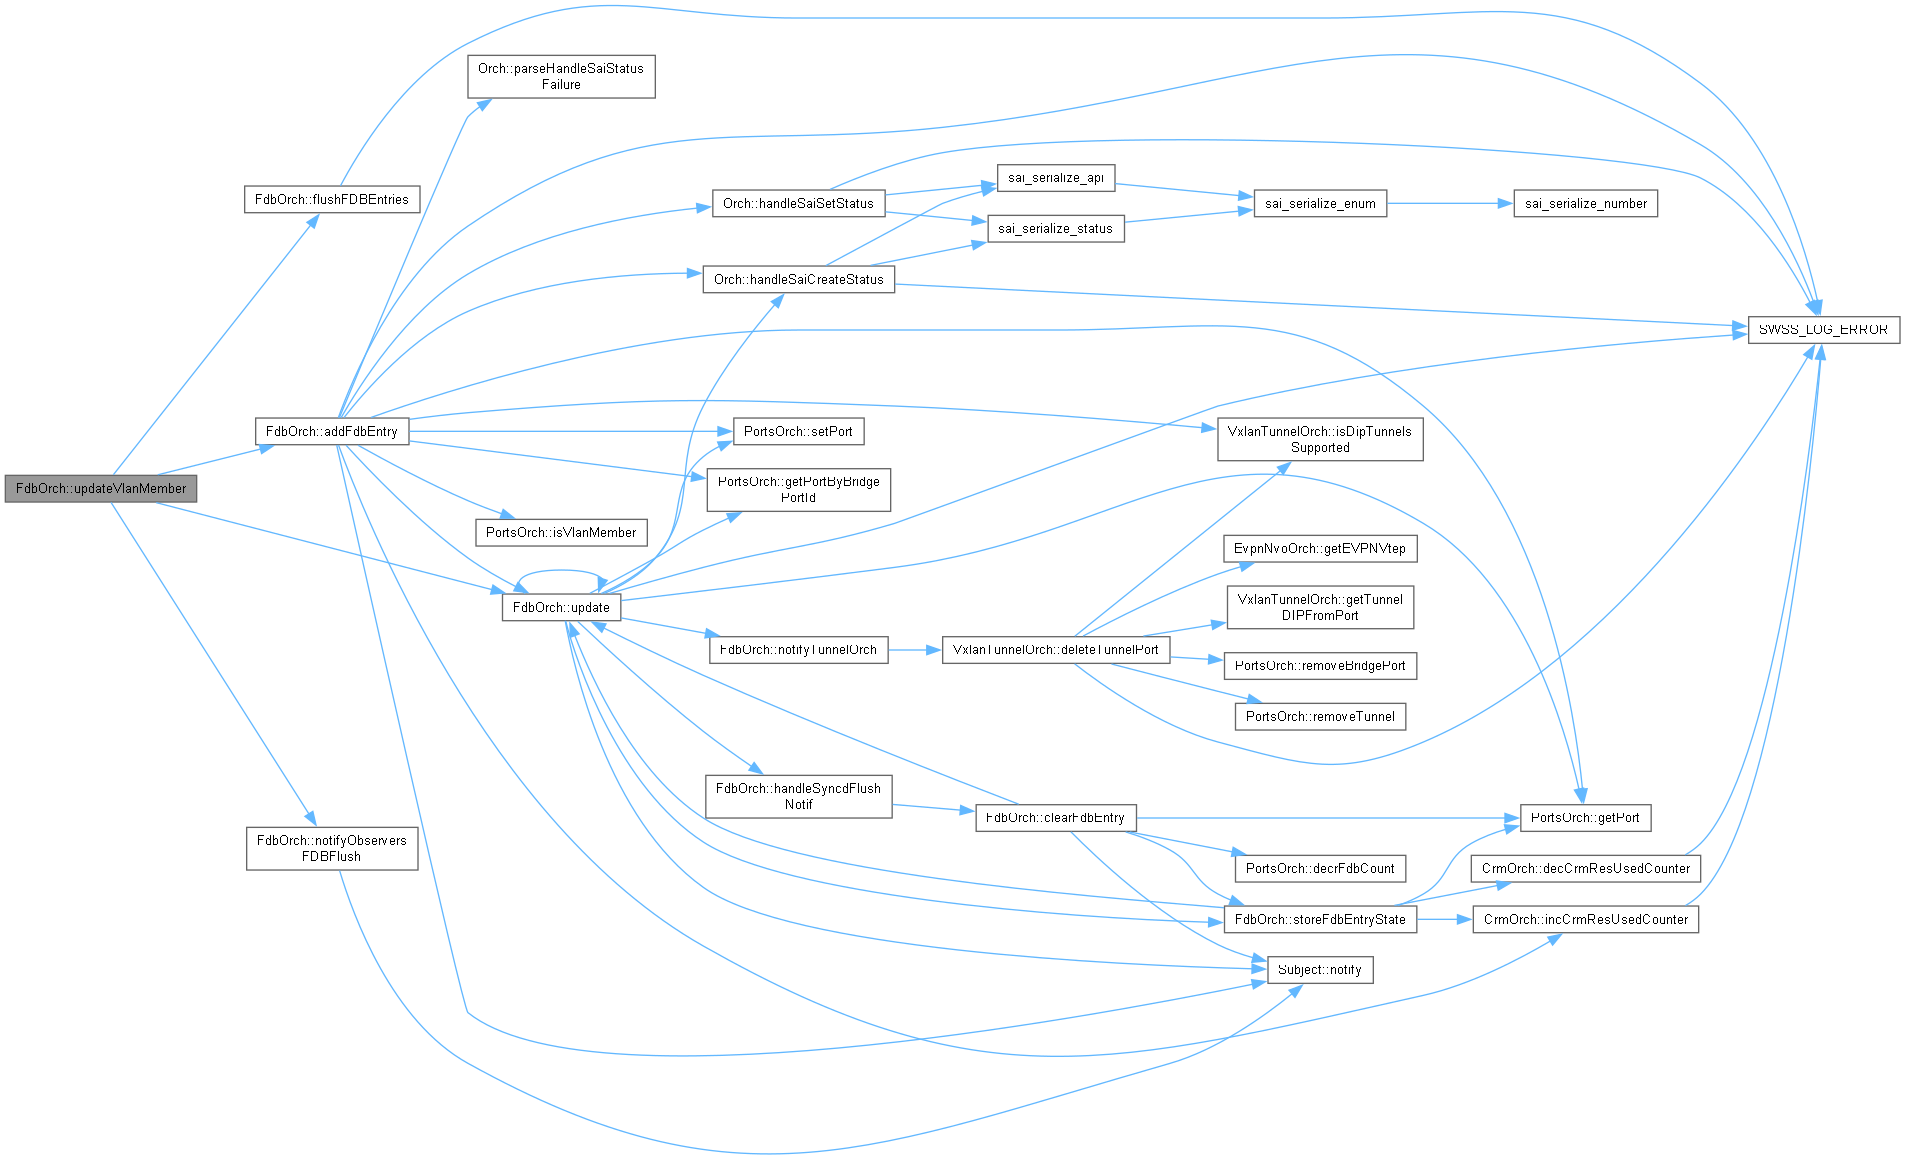 Orch::parseHandleSaiStatus
Failure
FdbOrch::flushFDBEntries
Orch::handleSaiSetStatus
sai_serialize_api
sai_serialize_status
sai_serialize_enum
sai_serialize_number
Orch::handleSaiCreateStatus
SWSS_LOG_ERROR
FdbOrch::addFdbEntry
PortsOrch::setPort
VxlanTunnelOrch::isDipTunnels
Supported
FdbOrch::updateVlanMember
PortsOrch::getPortByBridge
PortId
PortsOrch::isVlanMember
EvpnNvoOrch::getEVPNVtep
FdbOrch::update
VxlanTunnelOrch::getTunnel
DIPFromPort
FdbOrch::notifyTunnelOrch
VxlanTunnelOrch::deleteTunnelPort
PortsOrch::removeBridgePort
PortsOrch::removeTunnel
FdbOrch::handleSyncdFlush
Notif
FdbOrch::clearFdbEntry
PortsOrch::getPort
FdbOrch::notifyObservers
FDBFlush
PortsOrch::decrFdbCount
CrmOrch::decCrmResUsedCounter
FdbOrch::storeFdbEntryState
CrmOrch::incCrmResUsedCounter
Subject::notify